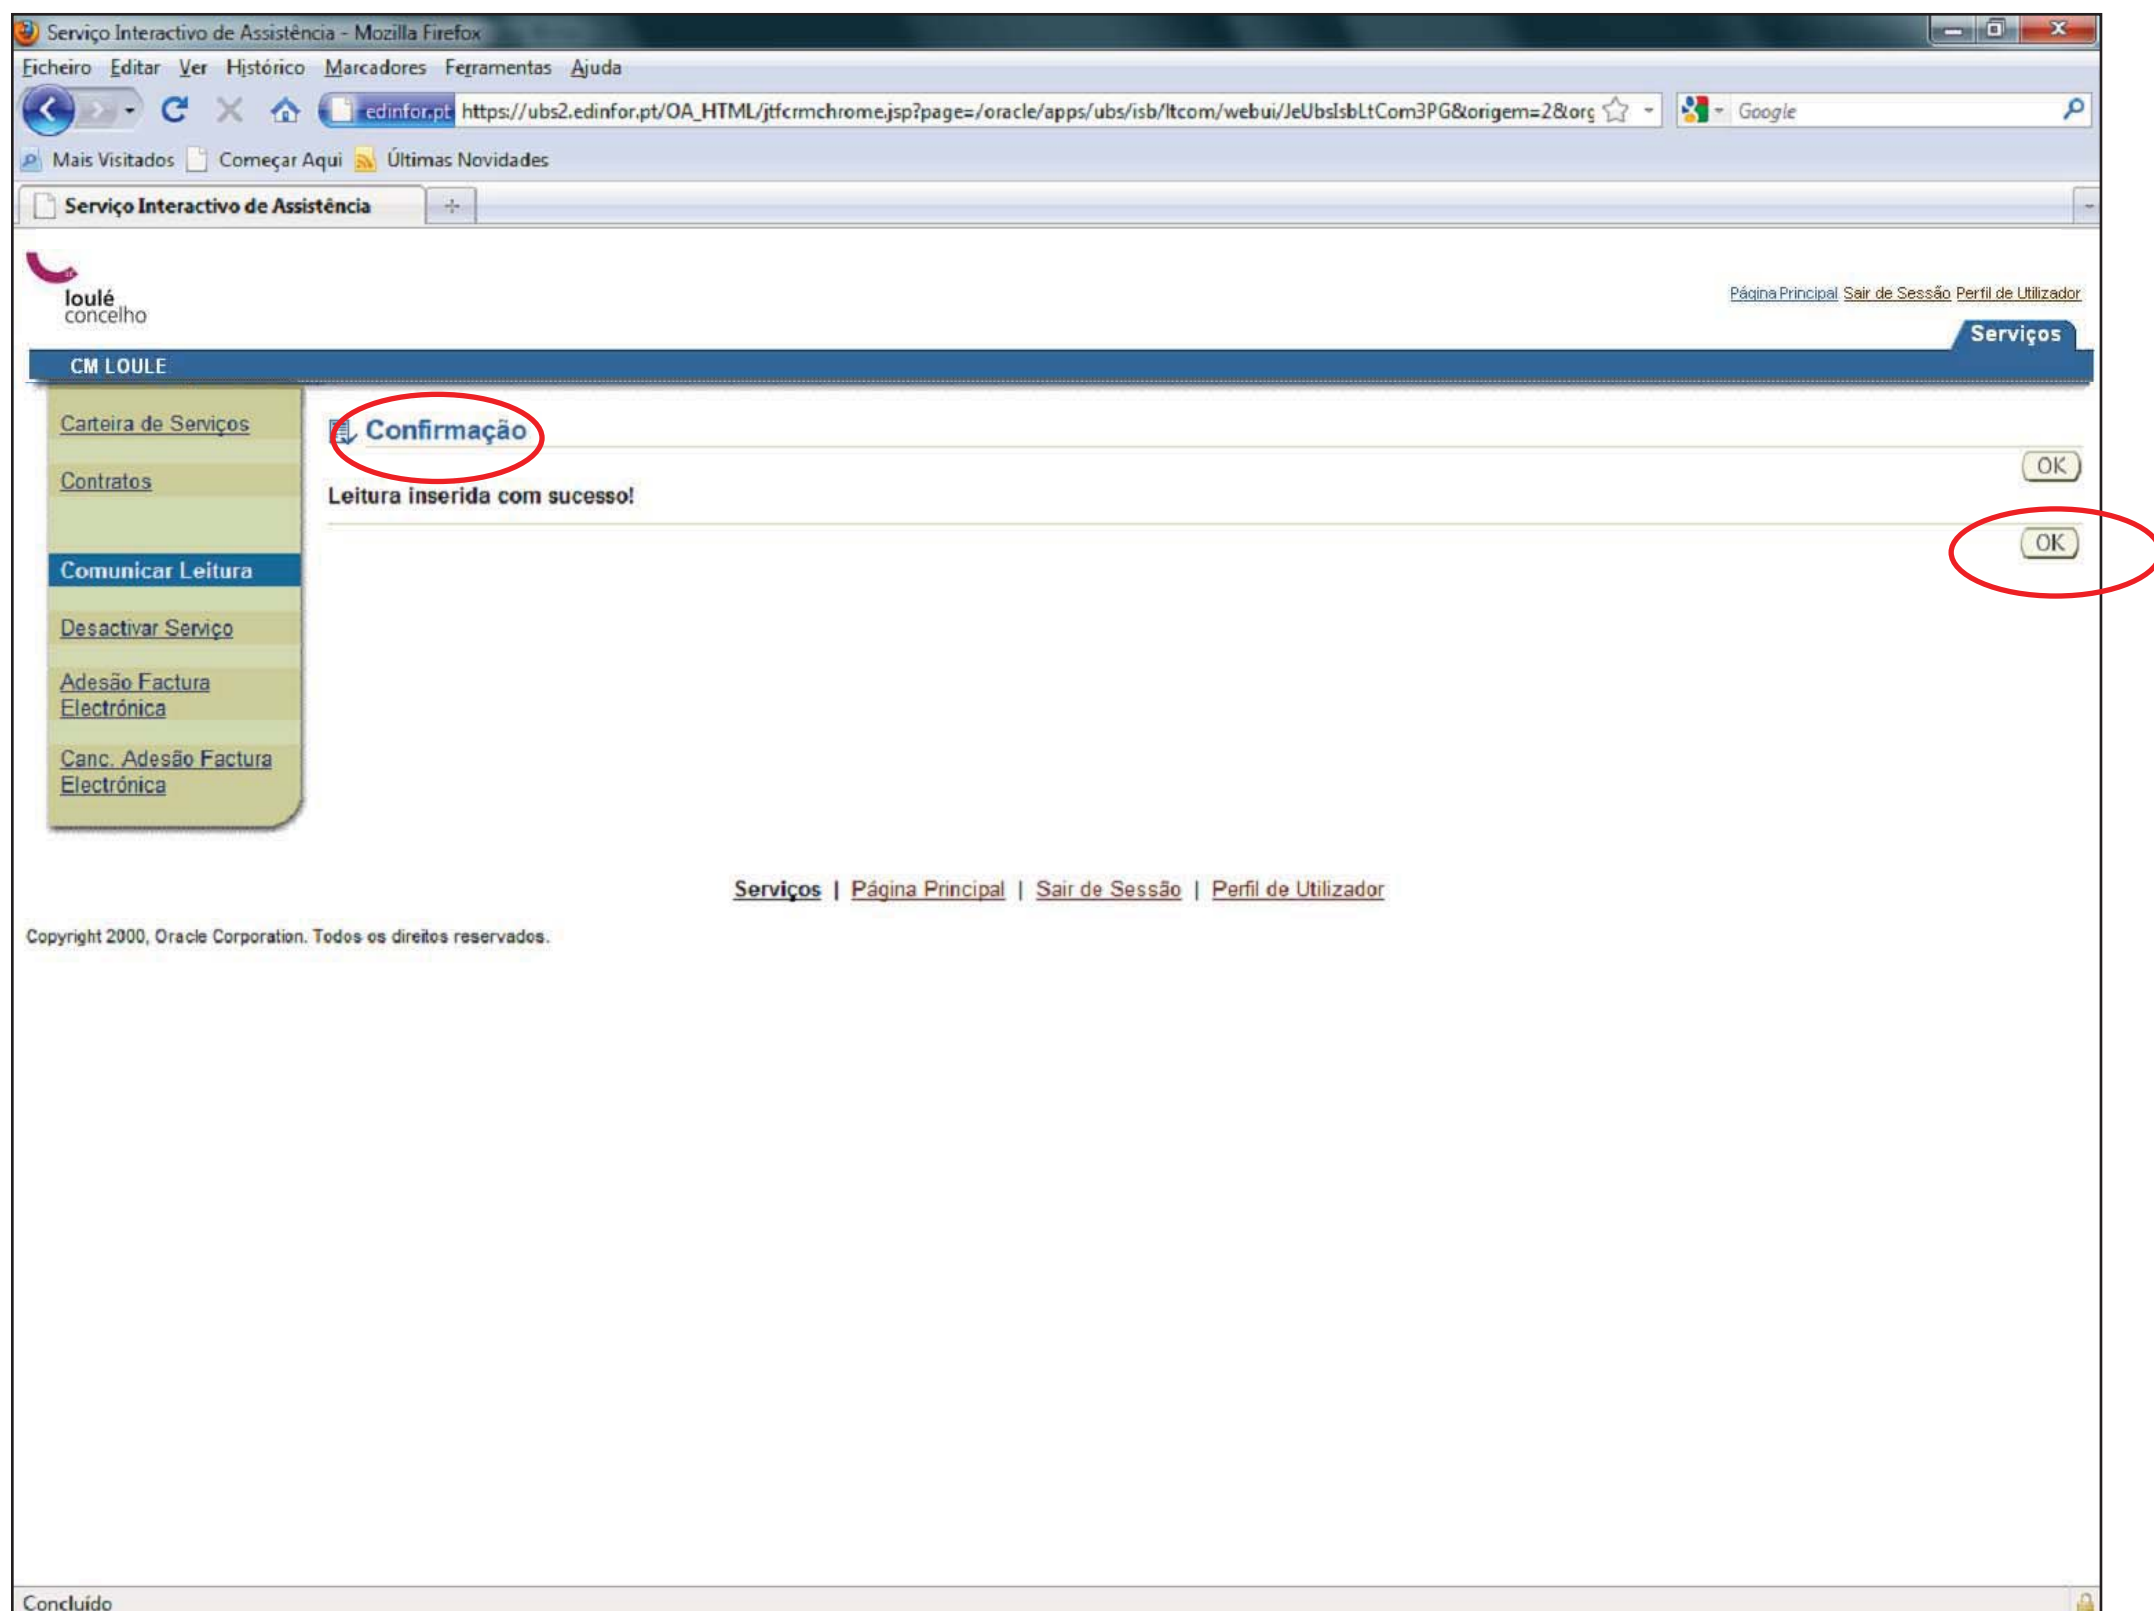 Serviço Interactivo de Assistência - Mozilla Firefox
Ficheiro Editar Ver Histórico Marcadores Ferramentas Ajuda
edinfor.pt https://ubs2.edinfor.pt/OA_HTML/jtfcrmchrome.jsp?page=/oracle/apps/ubs/isb/ltcom/webui/JeUbsIsbLtCom3PG&origem=2&org Google
Mais Visitados Começar Aqui Últimas Novidades
Serviço Interactivo de Assistência
loulé
concelho
Página Principal Sair de Sessão Perfil de Utilizador
Serviços
CM LOULE
Carteira de Serviços
Contratos
Comunicar Leitura
Desactivar Serviço
Adesão Factura
Electrónica
Canc. Adesão Factura
Electrónica
Confirmação
OK
Leitura inserida com sucesso!
OK
Serviços | Página Principal | Sair de Sessão | Perfil de Utilizador
Copyright 2000, Oracle Corporation. Todos os direitos reservados.
Concluído